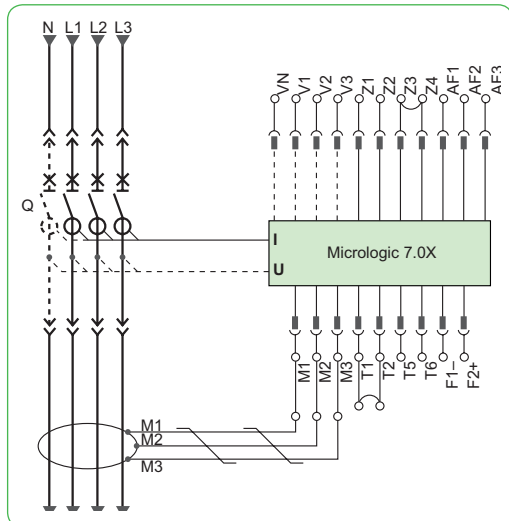 N L1 L2 L3
VN
V1
V2
V3
Z1
Z2
Z3
Z4
AF1
AF2
AF3
Q
I
U
Micrologic 7.0X
M1
M2
M3
T1
T2
T5
T6
F1–
F2+
M1
M2
M3